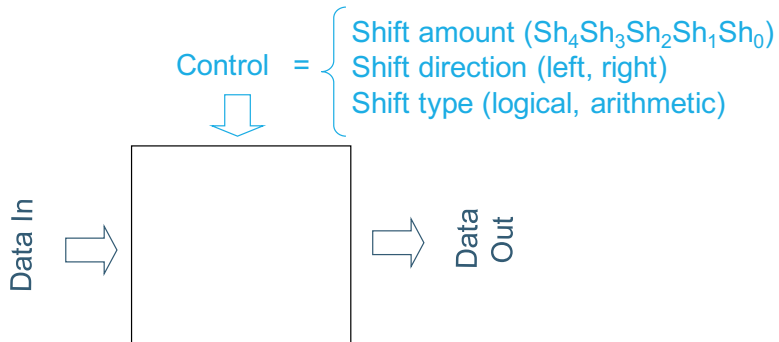 Shift amount (Sh₄Sh₃Sh₂Sh₁Sh₀)
Control = Shift direction (left, right)
Shift type (logical, arithmetic)
Data In
Data
Out